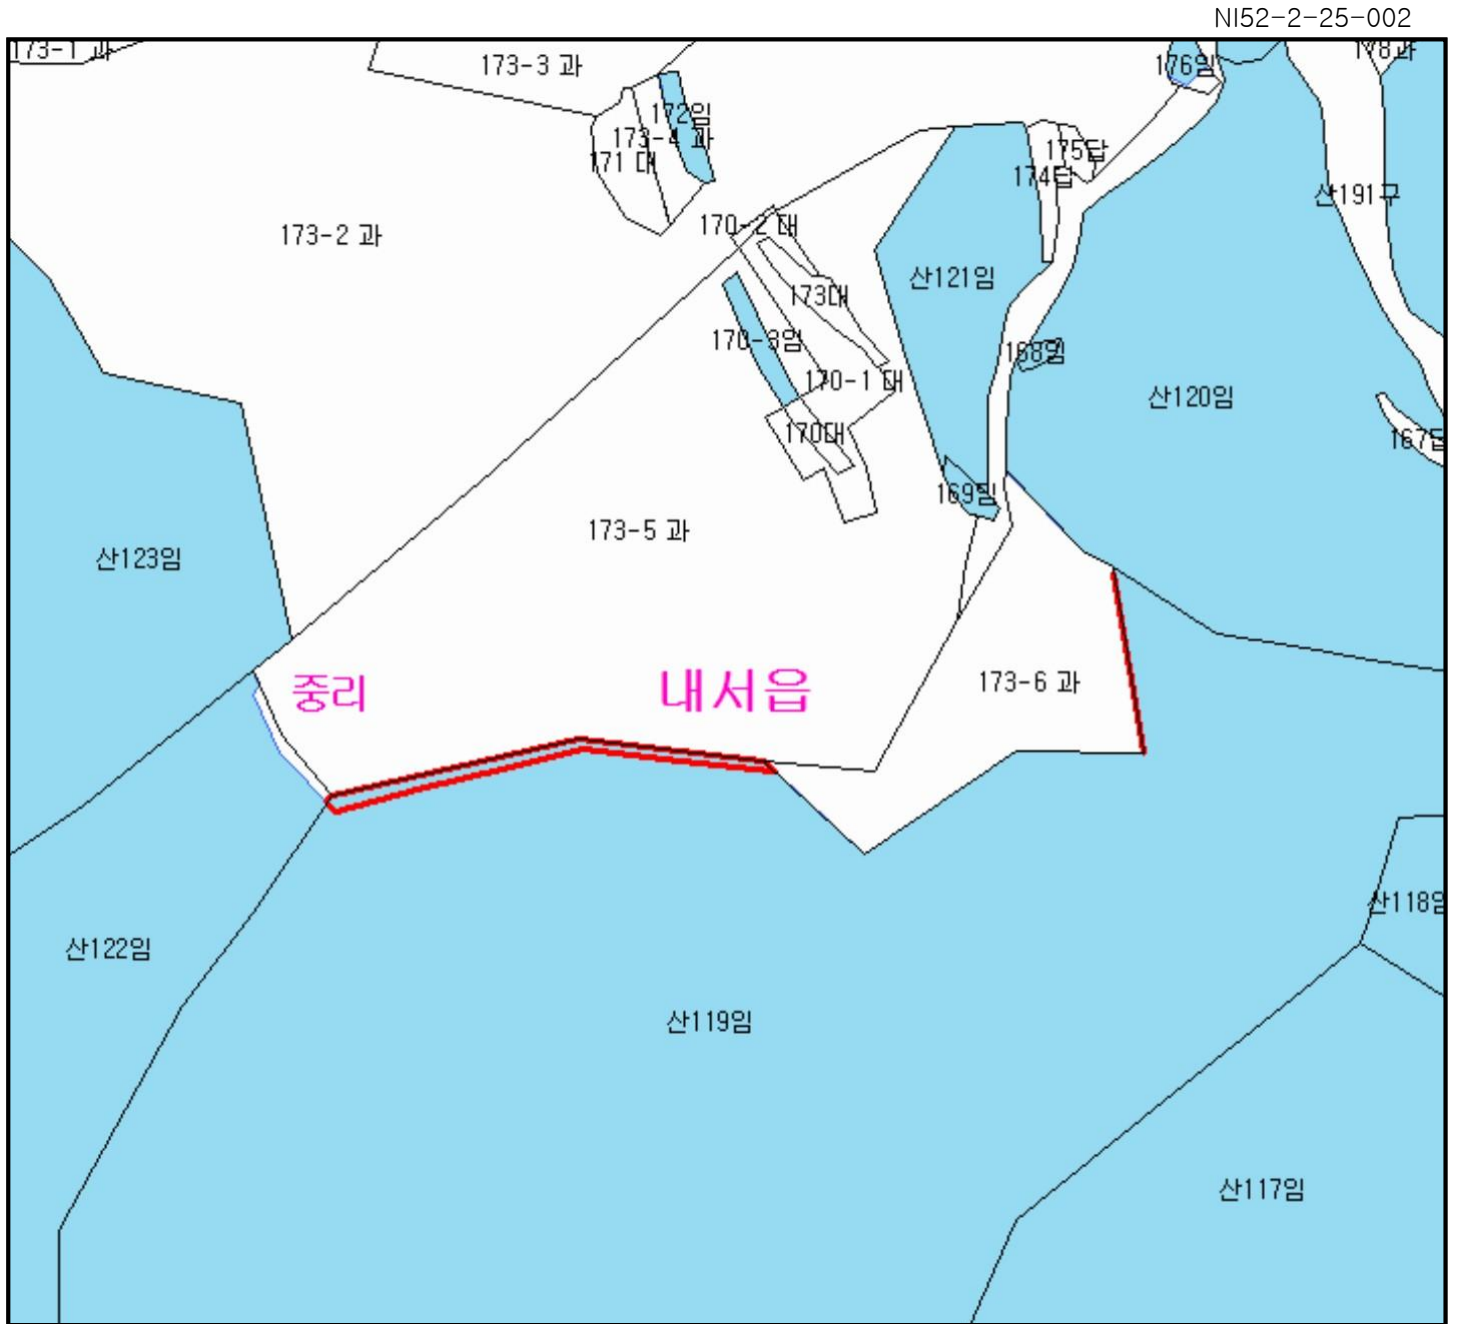 NI52-2-25-002
173-1 과
173-3 과
176임
178과
172임
173-4 과
171 대
175답
174답
산191구
170-2 대
173-2 과
산121임
173대
170-3임
168임
170-1 대
산120임
170대
167답
169임
173-5 과
산123임
173-6 과
중리
내서읍
산118임
산122임
산119임
산117임